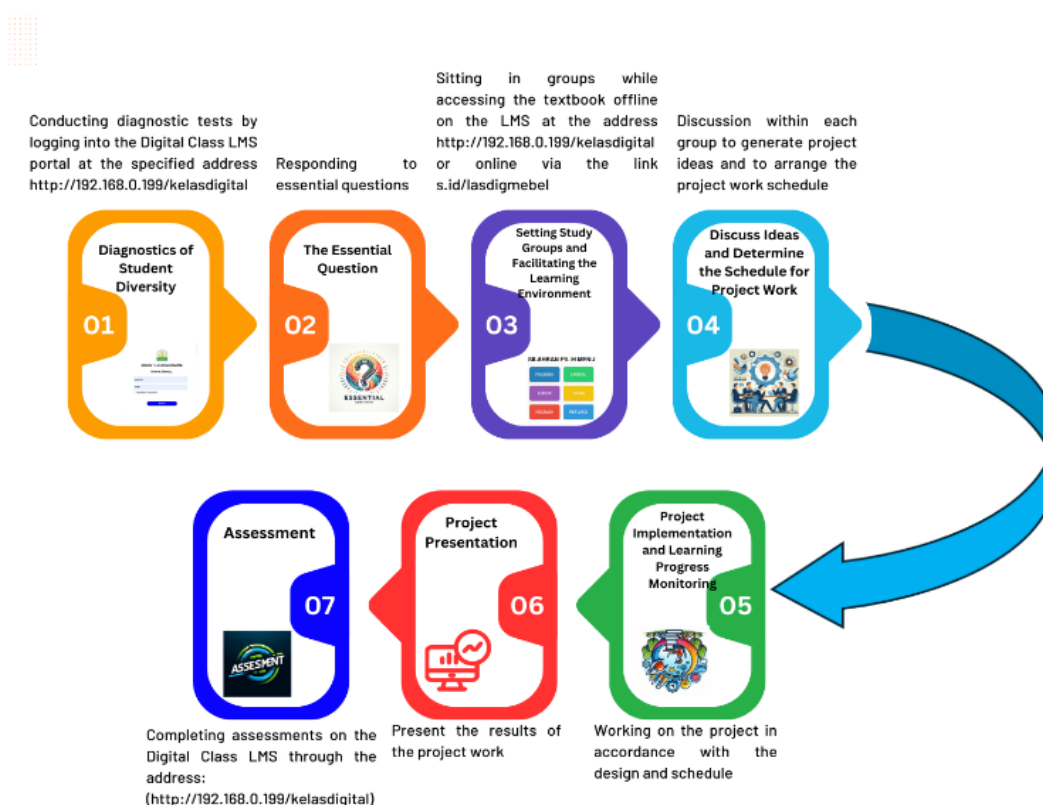 Conducting diagnostic tests by
logging into the Digital Class LMS
portal at the specified address
http://192.168.0.199/kelasdigital
Responding to
essential questions
Sitting in groups while
accessing the textbook offline
on the LMS at the address
http://192.168.0.199/kelasdigital
or online via the link
s.id/lasdigmebel
Discussion within each
group to generate project
ideas and to arrange the
project work schedule
Diagnostics of
Student
Diversity
01
The Essential
Question
02
ESSENTIAL
Setting Study
Groups and
Facilitating the
Learning
Environment
03
Discuss Ideas
and Determine
the Schedule for
Project Work
04
Project
Implementation
and Learning
Progress
Monitoring
05
Working on the project in
accordance with the
design and schedule
Project
Presentation
06
Present the results of
the project work
Assessment
07
ASSESMENT
Completing assessments on the
Digital Class LMS through the
address:
(http://192.168.0.199/kelasdigital)